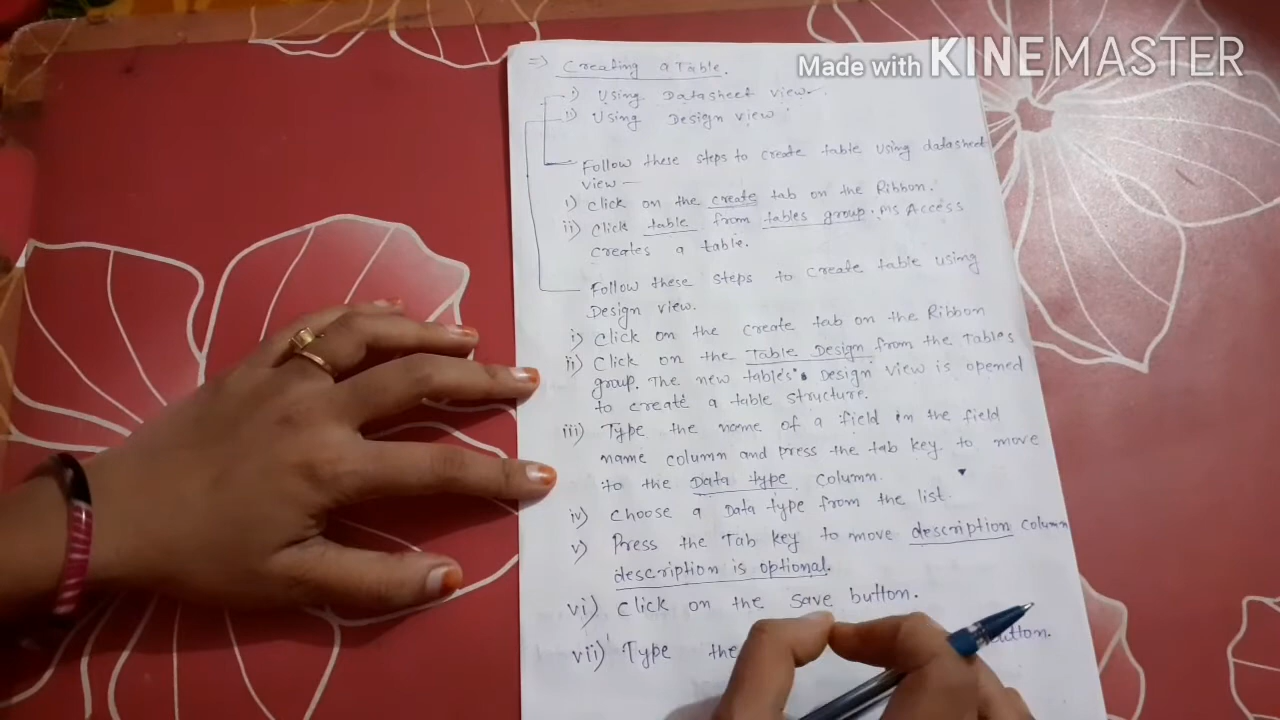 Made with KINEMASTER
=> Creating a Table.
i) Using Datasheet view
ii) Using Design view
Follow these steps to create table using datasheet
view —
i) Click on the create tab on the Ribbon.
ii) Click table from tables group. MS Access
creates a table.
Follow these steps to create table using
Design view.
i) Click on the create tab on the Ribbon
ii) Click on the Table Design from the Tables
group. The new table's Design view is opened
to create a table structure.
iii) Type the name of a field in the field
name column and press the tab key to move
to the Data type column.
iv) Choose a Data type from the list.
v) Press the Tab key to move description column
description is optional.
vi) Click on the save button.
vii) Type the button.